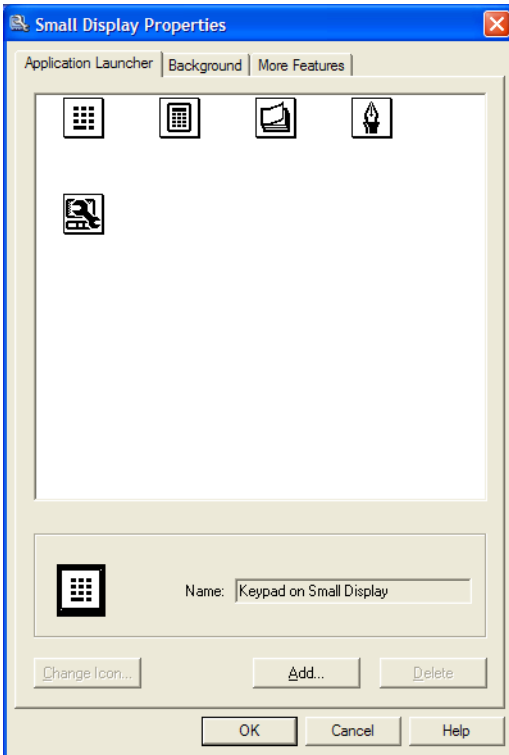 Small Display Properties
Application Launcher Background More Features
Name: Keypad on Small Display
Change Icon... Add... Delete
OK Cancel Help